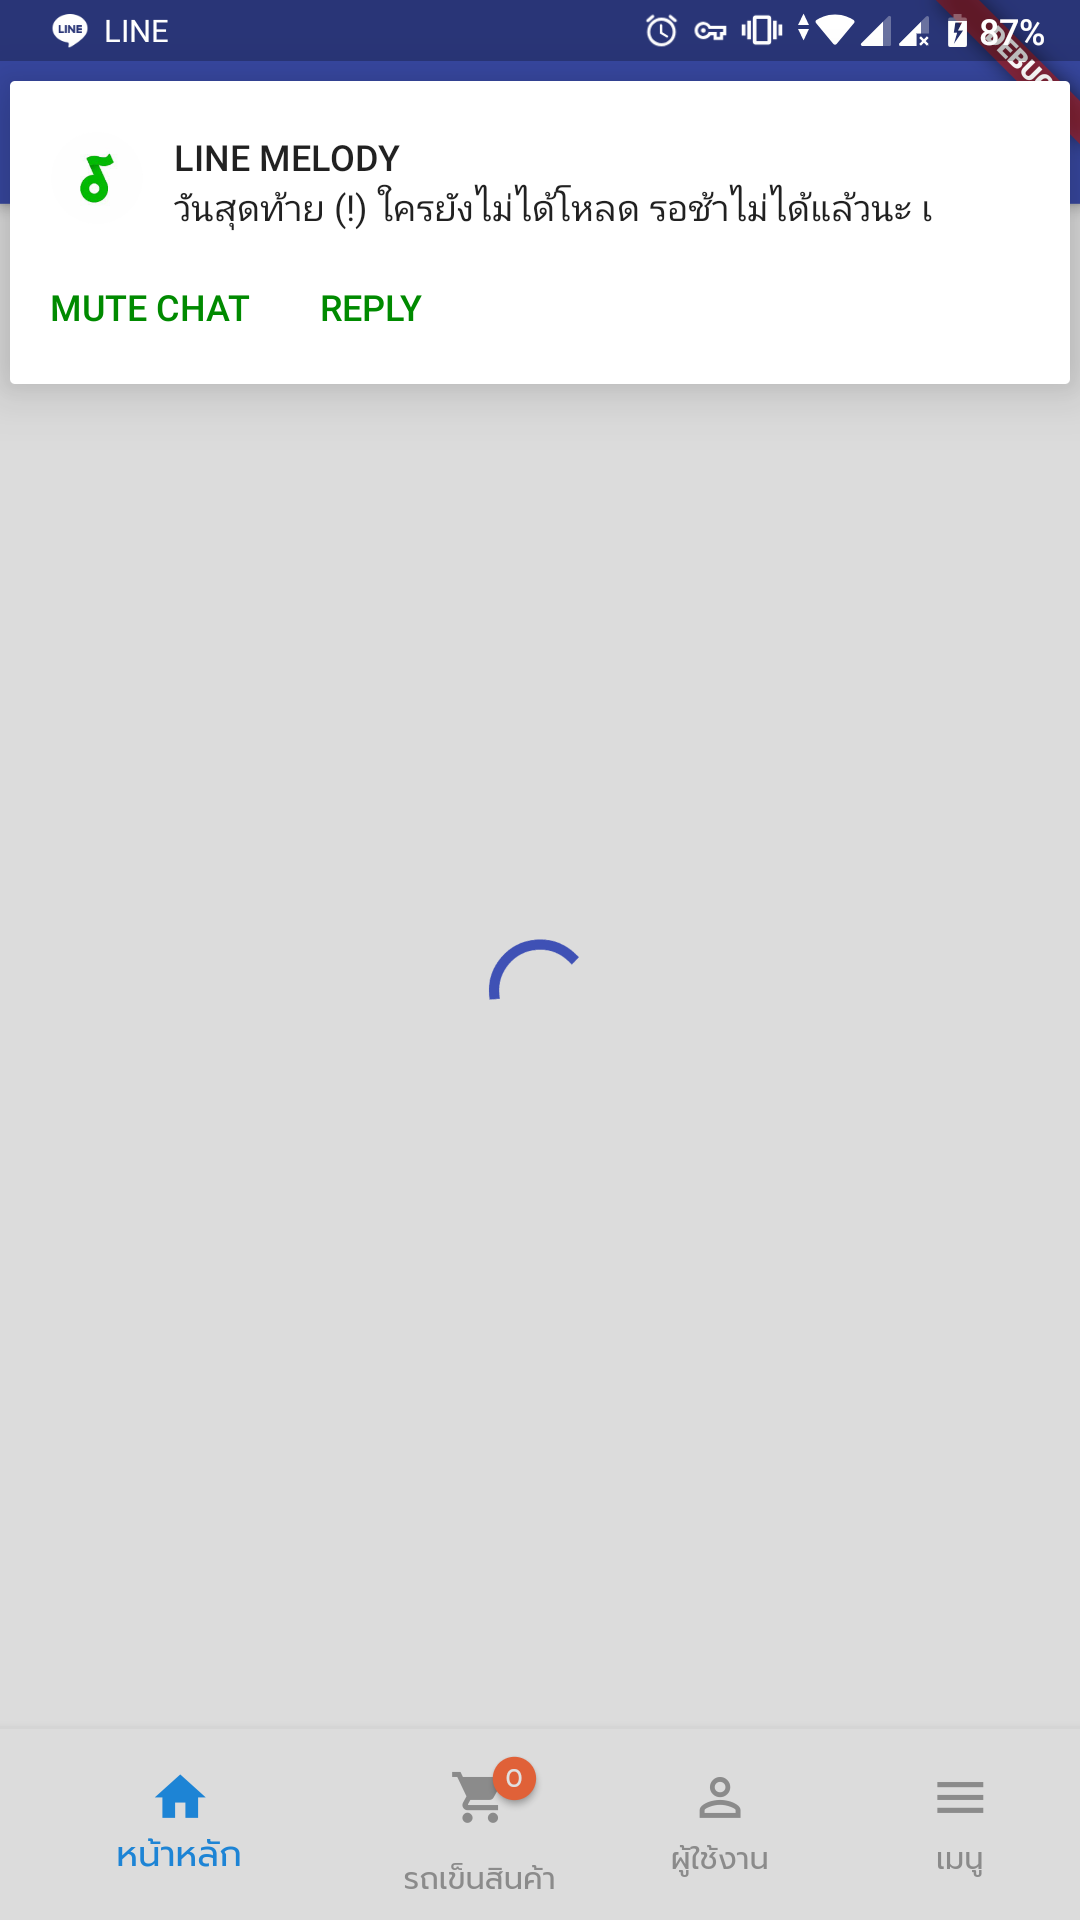 LINE 87%
DEBUG
LINE MELODY
วันสุดท้าย (!) ใครยังไม่ได้โหลด รอช้าไม่ได้แล้วนะ เ
MUTE CHAT REPLY
0
หน้าหลัก รถเข็นสินค้า ผู้ใช้งาน เมนู